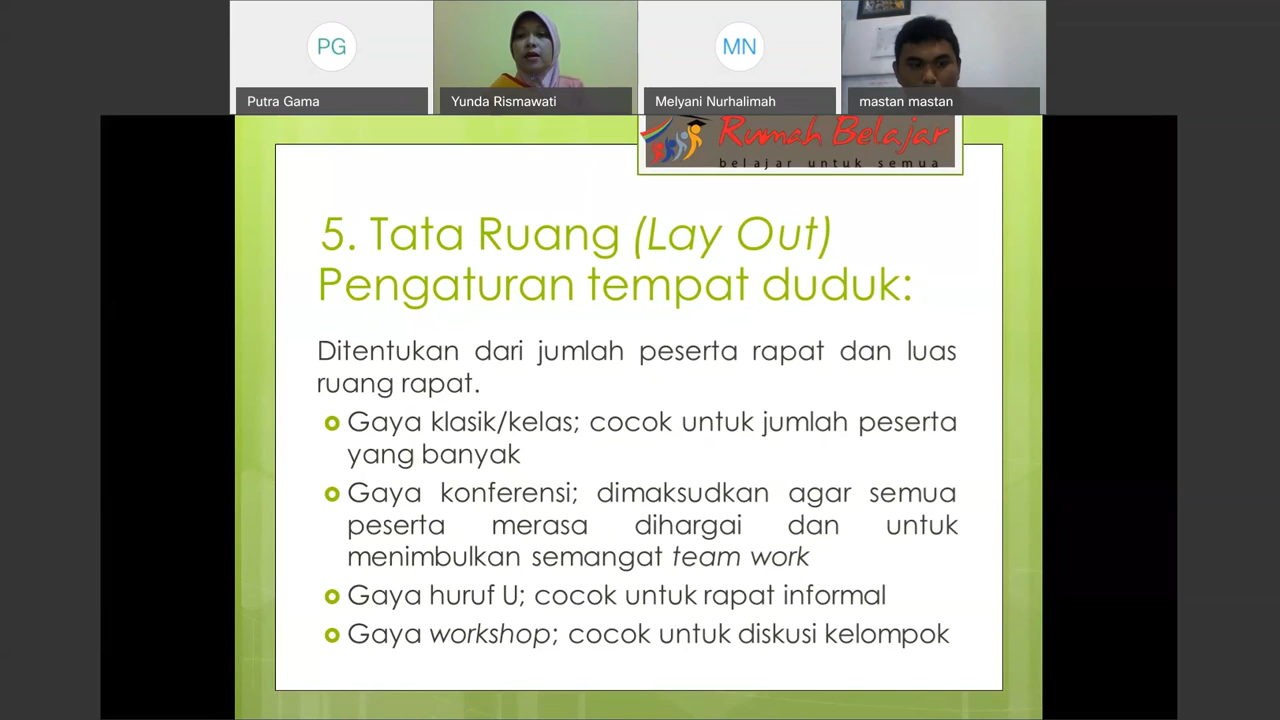 PG
MN
Putra Gama
Yunda Rismawati
Melyani Nurhalimah
mastan mastan
Rumah Belajar
belajar untuk semua
5. Tata Ruang (Lay Out)
Pengaturan tempat duduk:
Ditentukan dari jumlah peserta rapat dan luas
ruang rapat.
Gaya klasik/kelas; cocok untuk jumlah peserta
yang banyak
Gaya konferensi; dimaksudkan agar semua
peserta merasa dihargai dan untuk
menimbulkan semangat team work
Gaya huruf U; cocok untuk rapat informal
Gaya workshop; cocok untuk diskusi kelompok